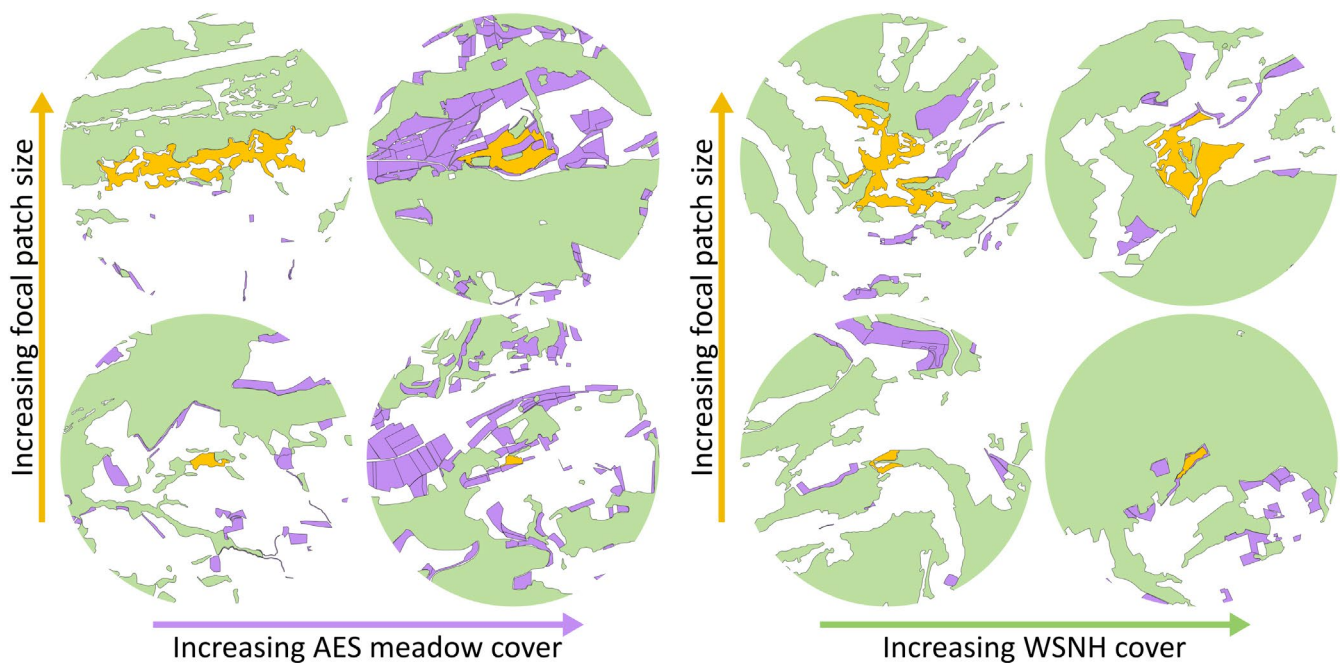 Increasing focal patch size
Increasing AES meadow cover
Increasing focal patch size
Increasing WSNH cover